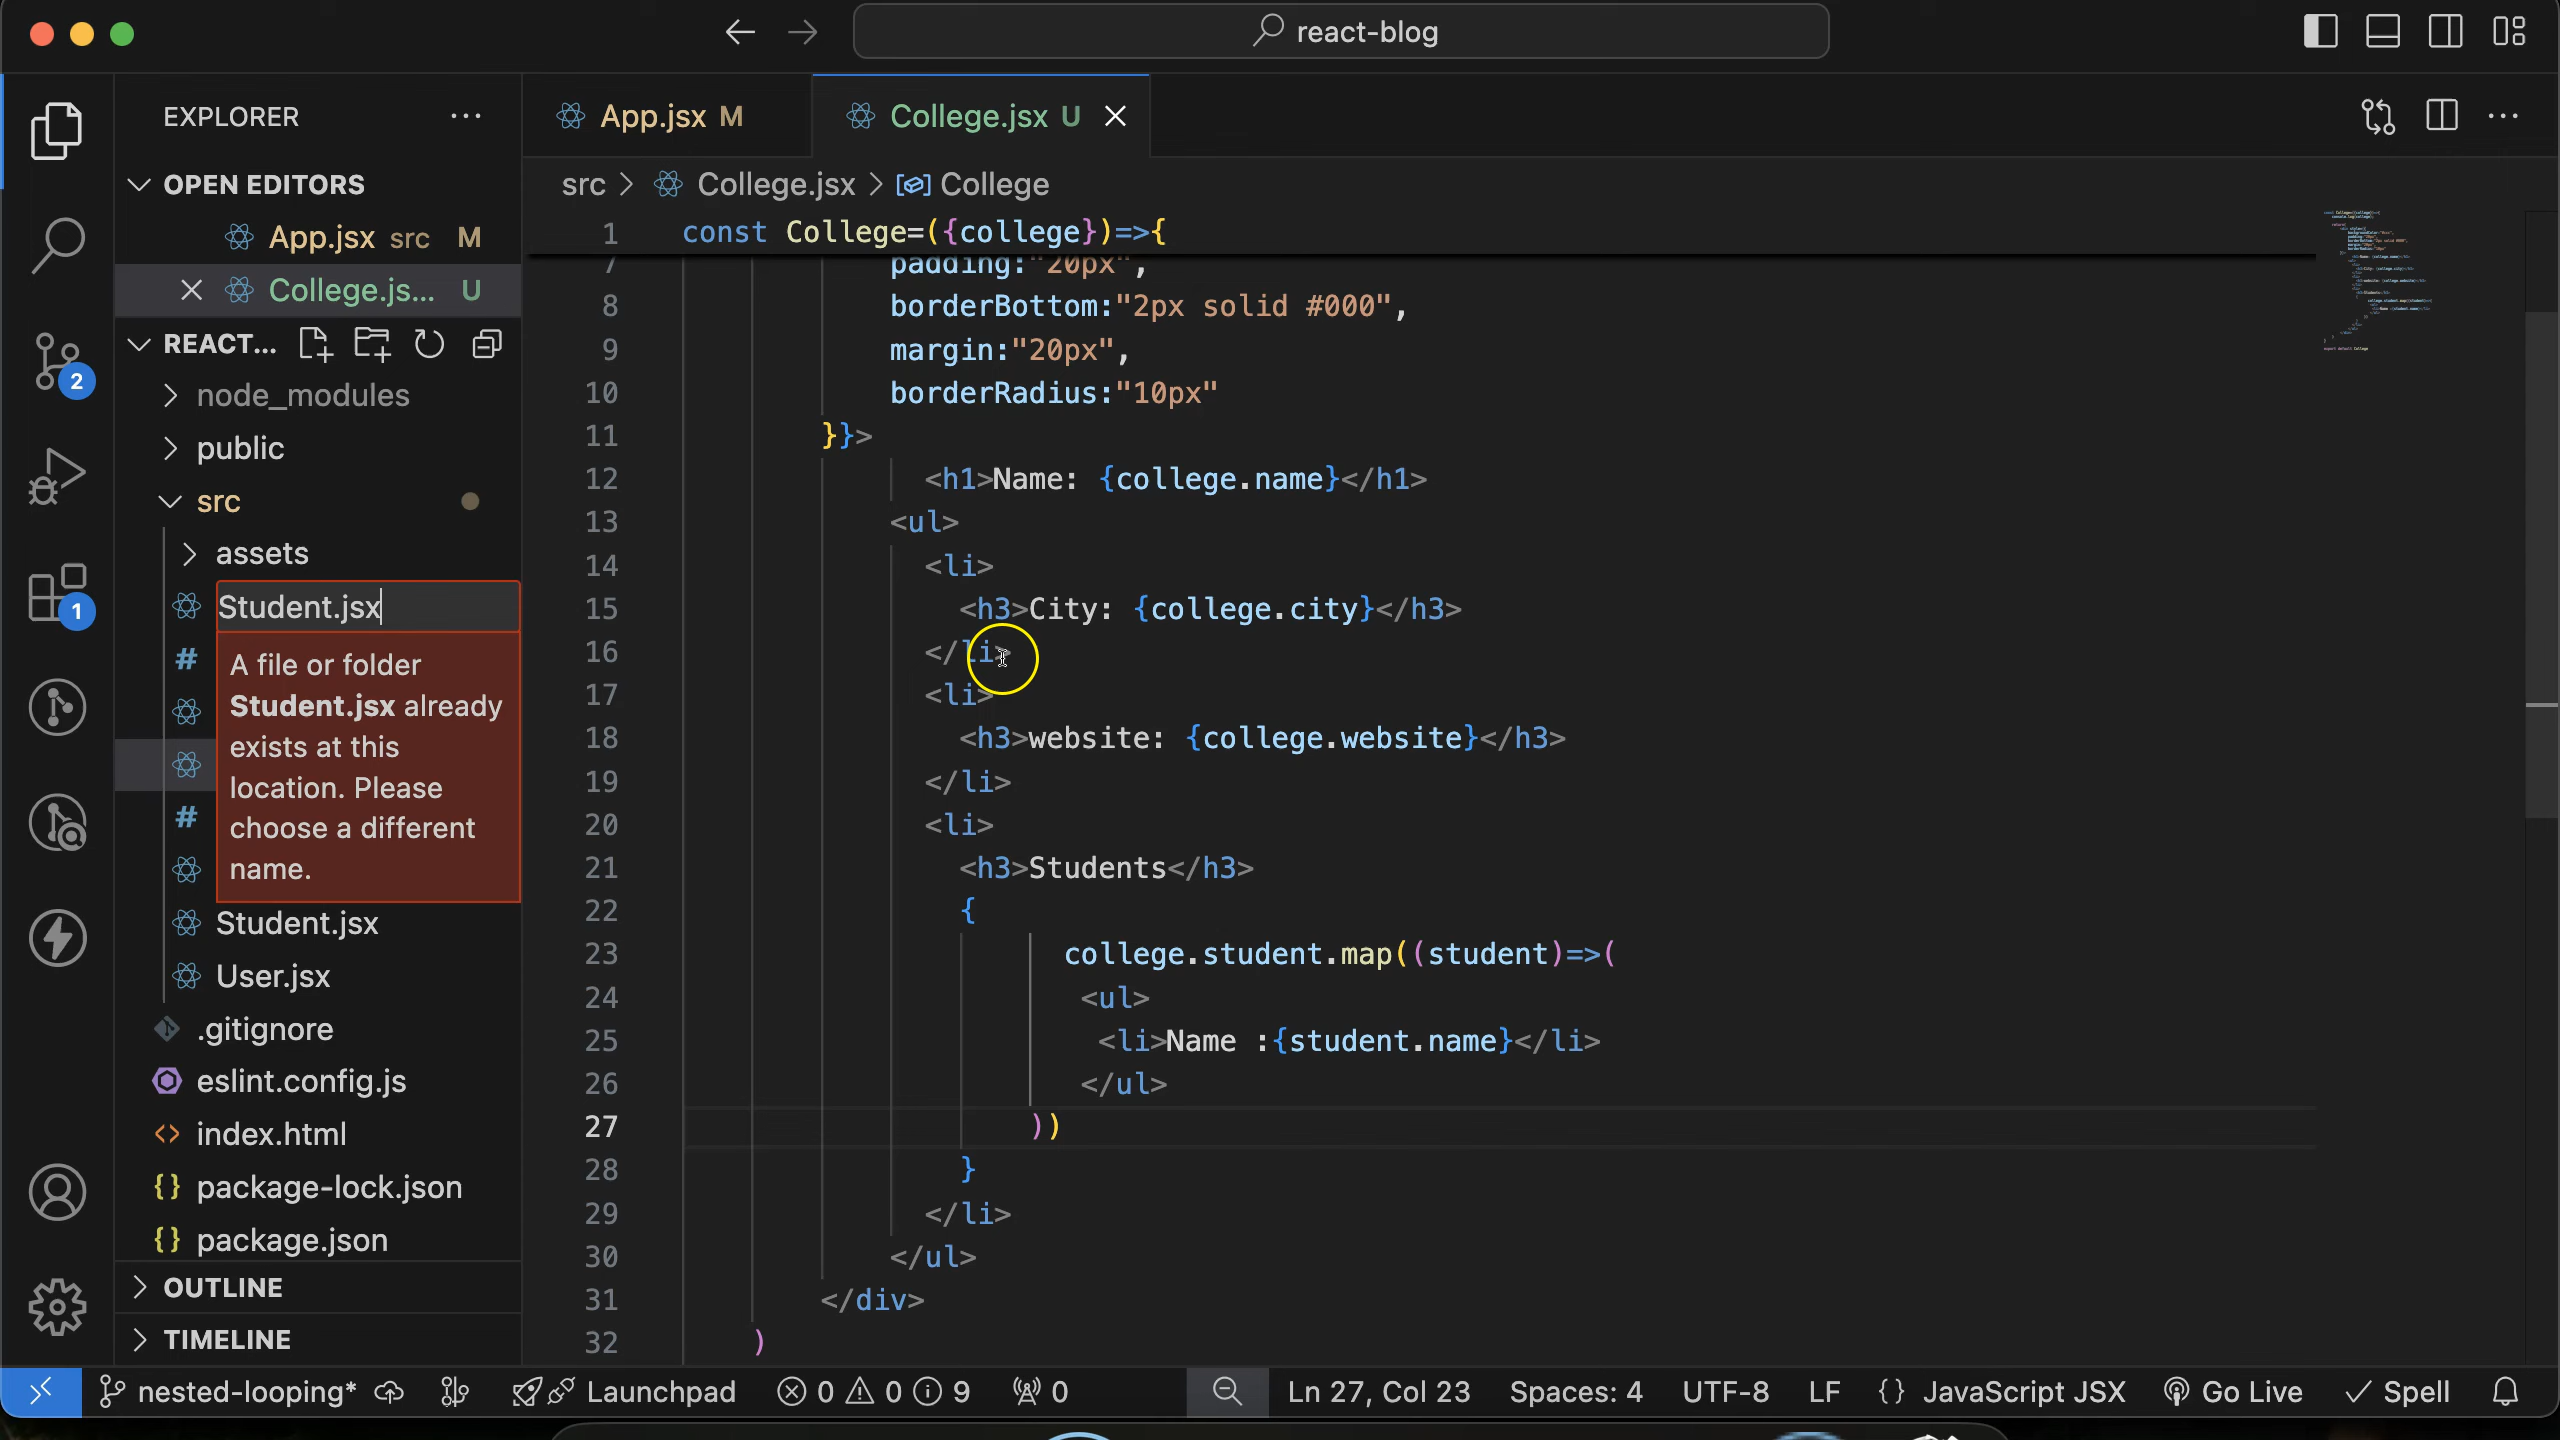 react-blog
EXPLORER
OPEN EDITORS
App.jsx src M
College.js... U
REACT...
node_modules
public
src
assets
Student.jsx
A file or folder
Student.jsx already
exists at this
location. Please
choose a different
name.
Student.jsx
User.jsx
.gitignore
eslint.config.js
index.html
package-lock.json
package.json
OUTLINE
TIMELINE
2
1
App.jsx M
College.jsx U
src > College.jsx > College
1 const College=({college})=>{
7 padding:"20px",
8 borderBottom:"2px solid #000",
9 margin:"20px",
10 borderRadius:"10px"
11 }}>
12 <h1>Name: {college.name}</h1>
13 <ul>
14 <li>
15 <h3>City: {college.city}</h3>
16 </li>
17 <li>
18 <h3>website: {college.website}</h3>
19 </li>
20 <li>
21 <h3>Students</h3>
22 {
23 college.student.map((student)=>(
24 <ul>
25 <li>Name :{student.name}</li>
26 </ul>
27 ))
28 }
29 </li>
30 </ul>
31 </div>
32 )
nested-looping* Launchpad 0 0 9 0 Ln 27, Col 23 Spaces: 4 UTF-8 LF {} JavaScript JSX Go Live Spell